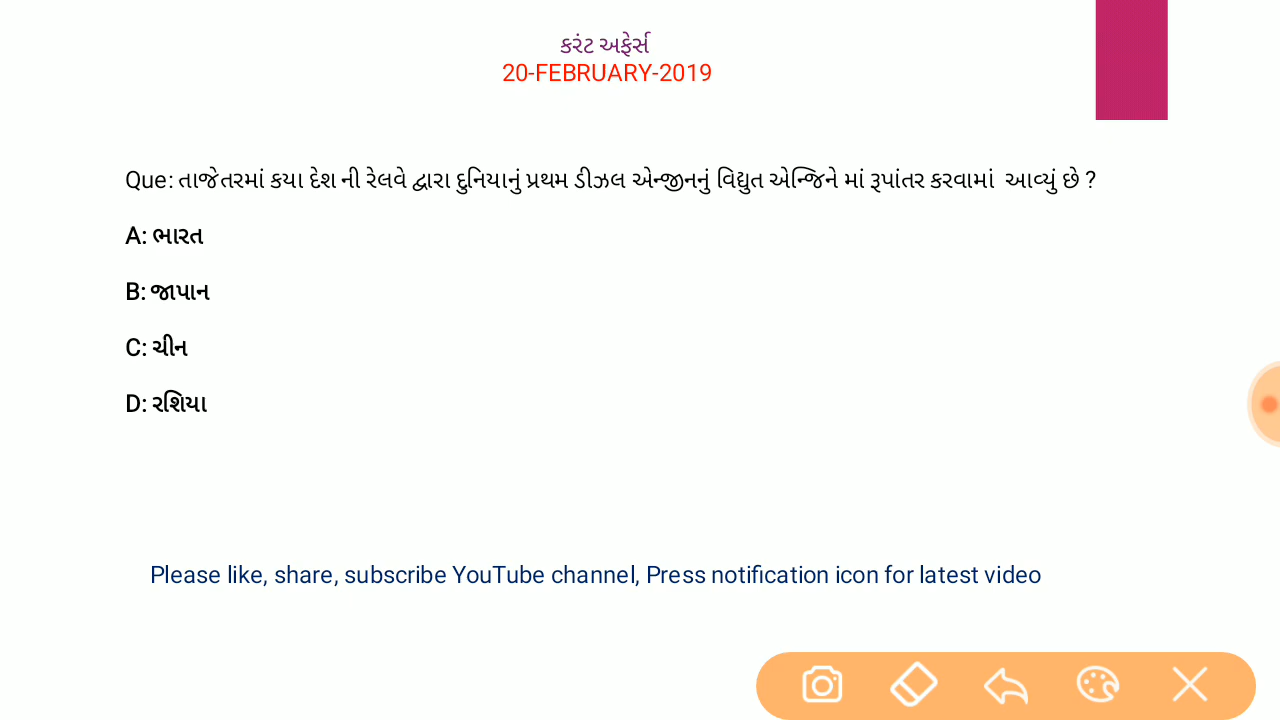 કરંટ અફેર્સ
20-FEBRUARY-2019
Que: તાજેતરમાં કયા દેશ ની રેલવે દ્વારા દુનિયાનું પ્રથમ ડીઝલ એન્જીનનું વિદ્યુત એન્જિને માં રૂપાંતર કરવામાં આવ્યું છે ?
A: ભારત
B: જાપાન
C: ચીન
D: રશિયા
Please like, share, subscribe YouTube channel, Press notification icon for latest video